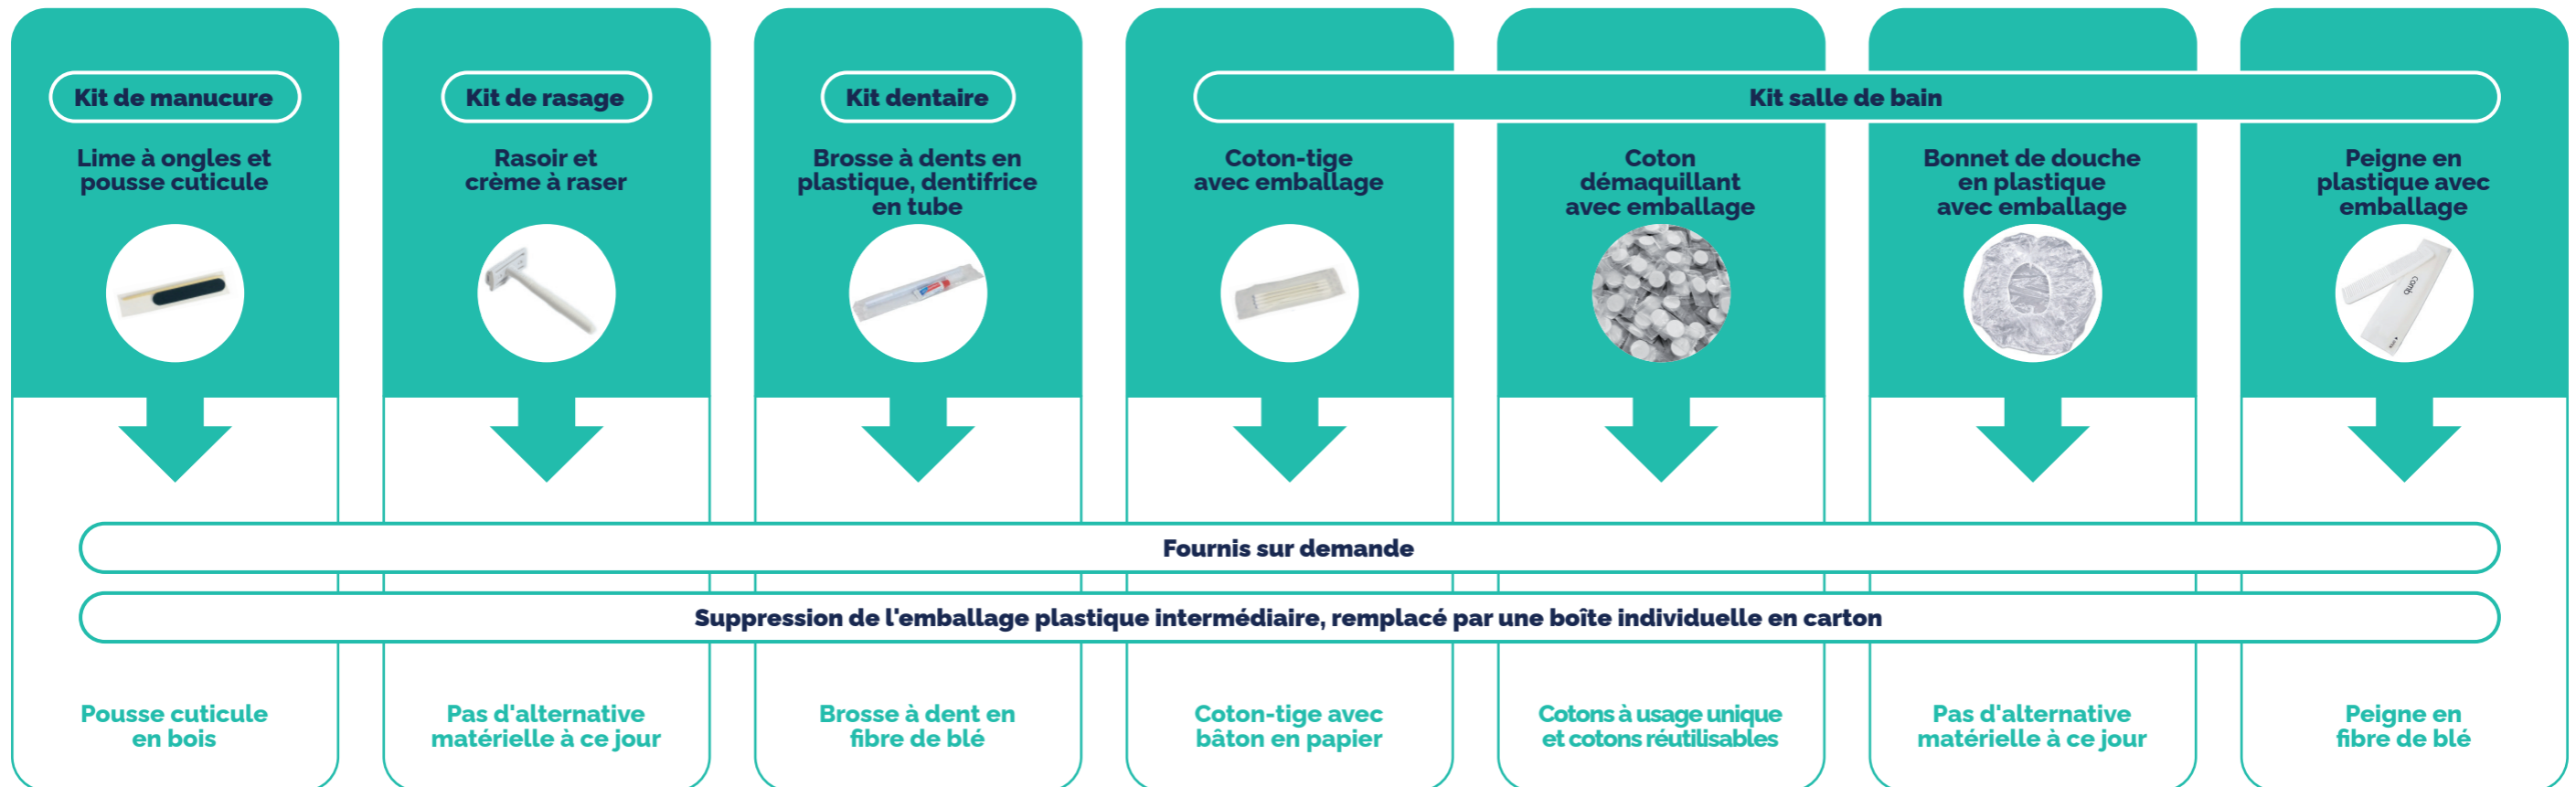 Kit de manucure
Kit de rasage
Kit dentaire
Kit salle de bain
Lime à ongles et
pousse cuticule
Rasoir et
crème à raser
Brosse à dents en
plastique, dentifrice
en tube
Coton-tige
avec emballage
Coton
démaquillant
avec emballage
Bonnet de douche
en plastique
avec emballage
Peigne en
plastique avec
emballage
comb
Fournis sur demande
Suppression de l'emballage plastique intermédiaire, remplacé par une boîte individuelle en carton
Pousse cuticule
en bois
Pas d'alternative
matérielle à ce jour
Brosse à dent en
fibre de blé
Coton-tige avec
bâton en papier
Cotons à usage unique
et cotons réutilisables
Pas d'alternative
matérielle à ce jour
Peigne en
fibre de blé